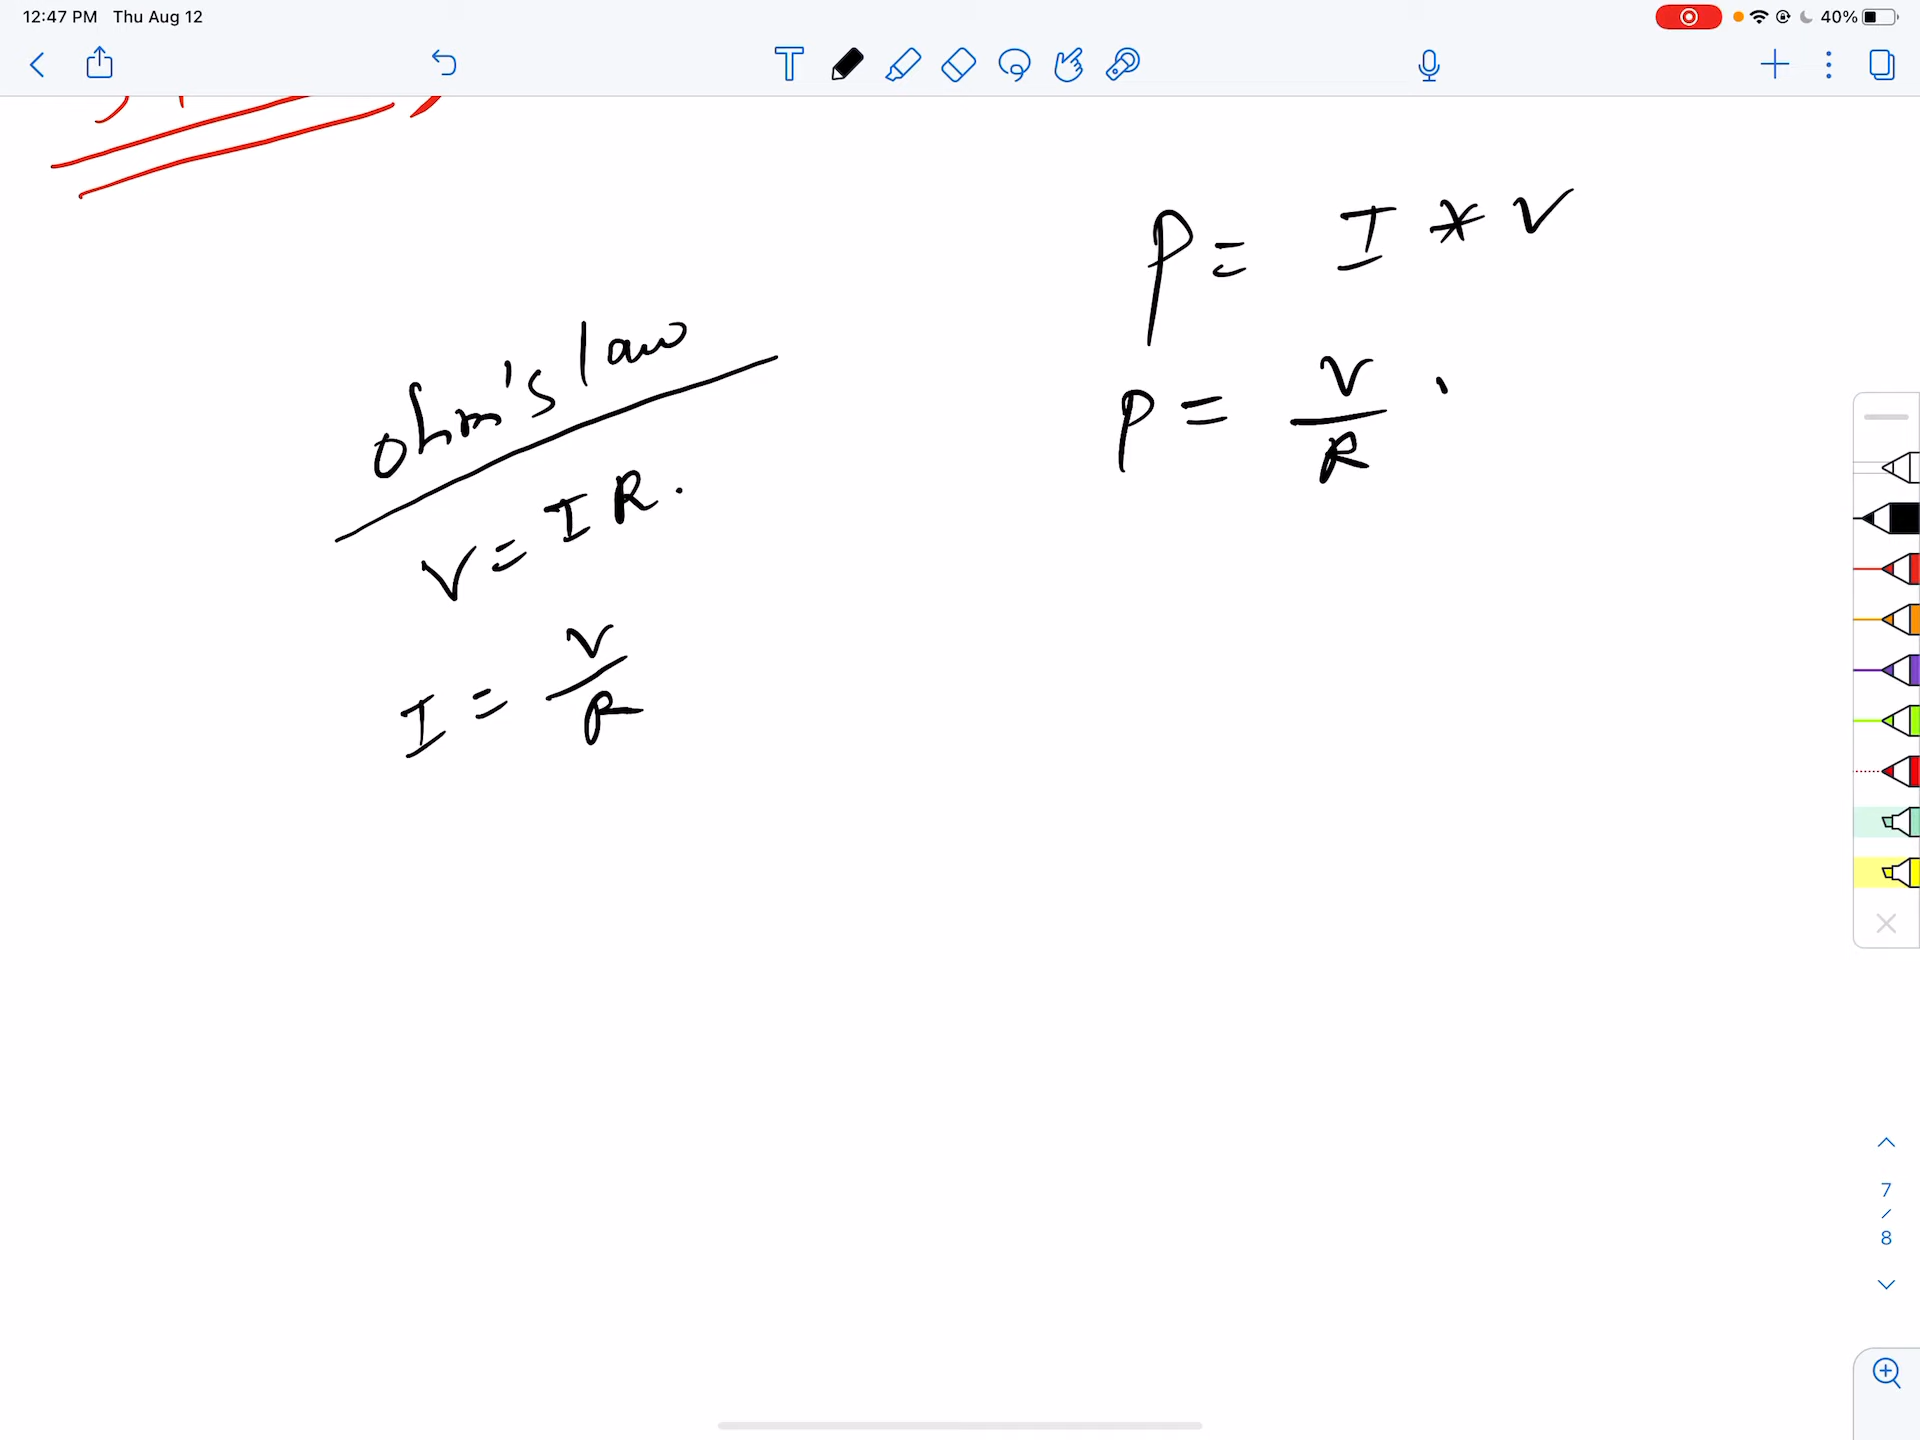 12:47 PM Thu Aug 12
40%
P = I * V
ohm's law
P = V/R ·
V = IR.
I = V/R
7
/
8